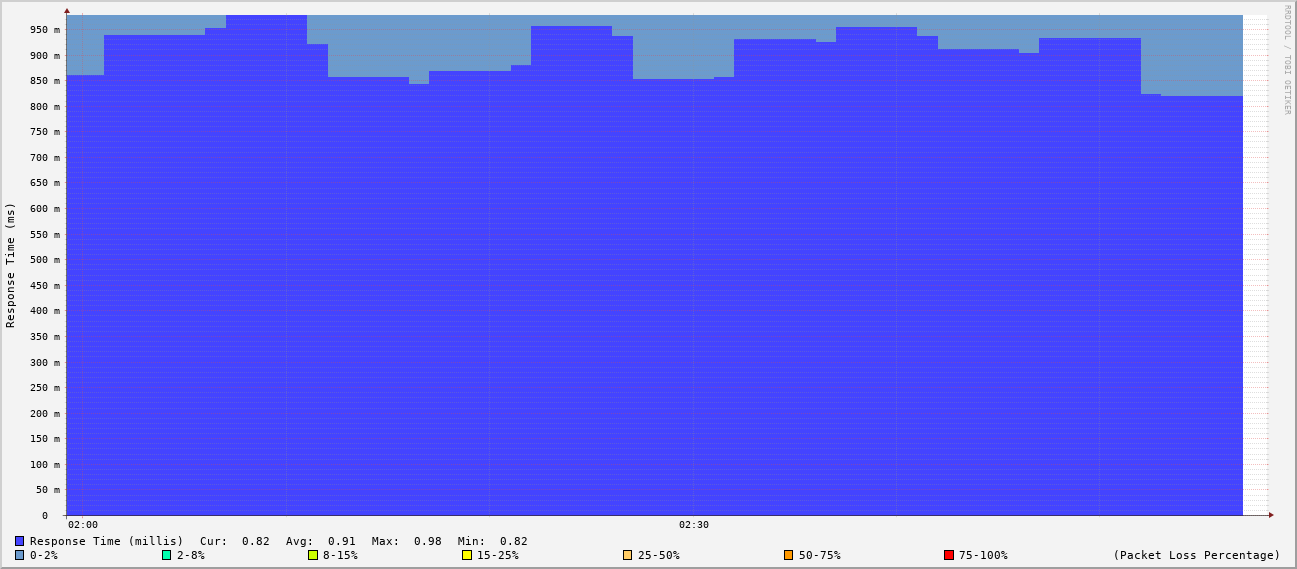 RRDTOOL / TOBI OETIKER
Response Time (ms)
950 m
900 m
850 m
800 m
750 m
700 m
650 m
600 m
550 m
500 m
450 m
400 m
350 m
300 m
250 m
200 m
150 m
100 m
50 m
0
02:00 02:30
Response Time (millis) Cur: 0.82 Avg: 0.91 Max: 0.98 Min: 0.82
0-2% 2-8% 8-15% 15-25% 25-50% 50-75% 75-100% (Packet Loss Percentage)